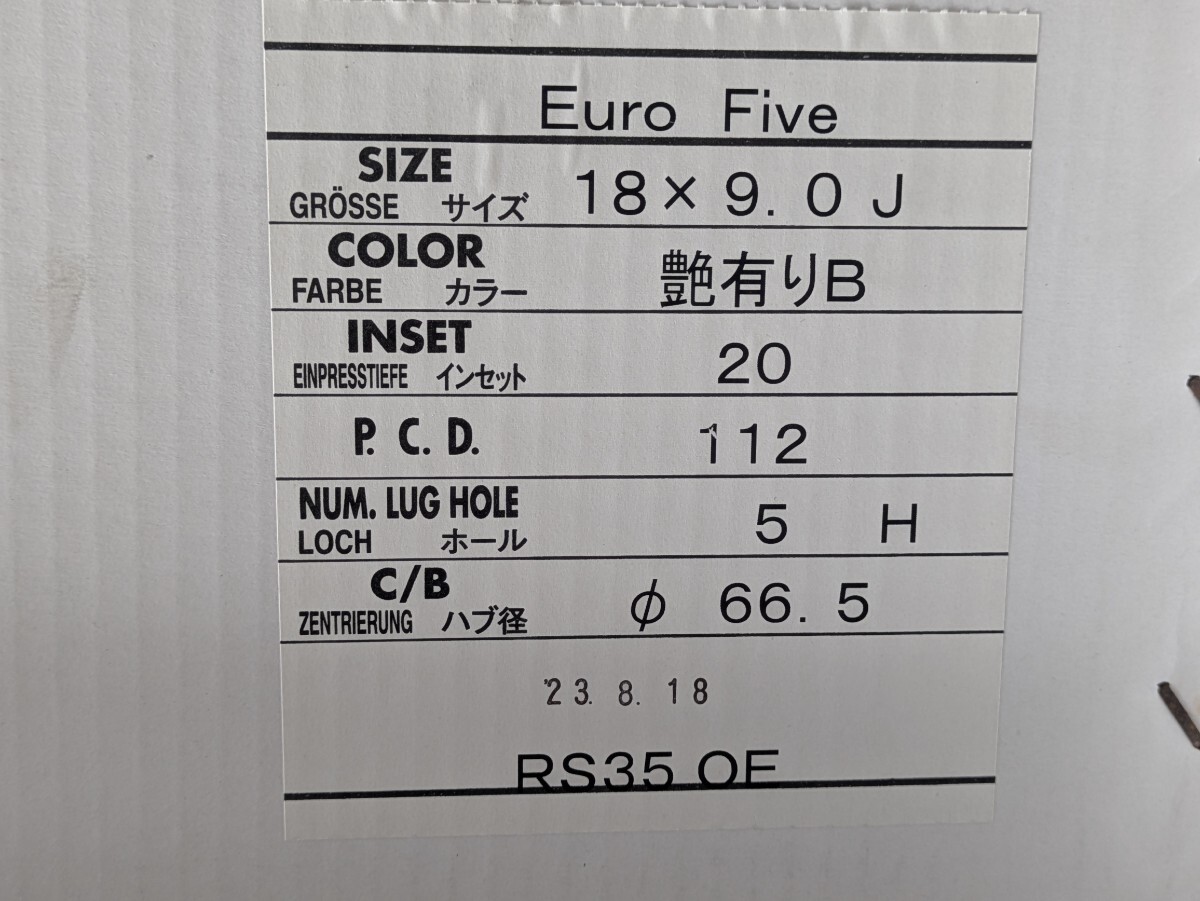 Euro Five
SIZE
GRÖSSE サイズ
18×9.0J
COLOR
FARBE カラー
艶有りB
INSET
EINPRESSTIEFE インセット
20
P. C. D.
112
NUM. LUG HOLE
LOCH ホール
5 H
C/B
ZENTRIERUNG ハブ径
φ 66.5
'23. 8. 18
RS35 OE